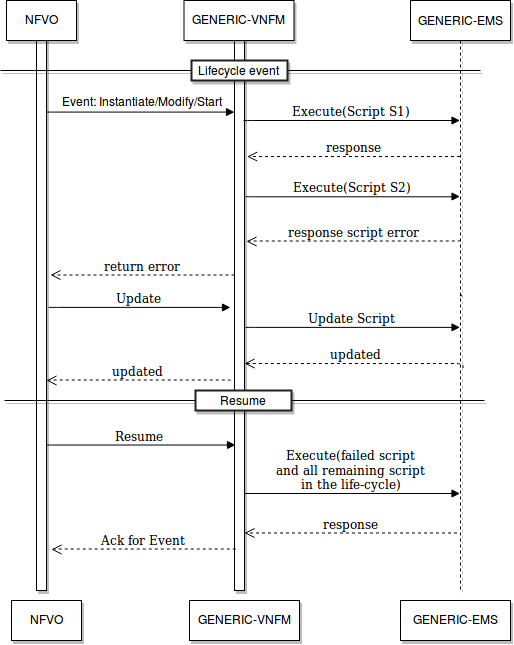 NFVO
GENERIC-VNFM
GENERIC-EMS
Lifecycle event
Event: Instantiate/Modify/Start
Execute(Script S1)
response
Execute(Script S2)
response script error
return error
Update
Update Script
updated
updated
Resume
Resume
Execute(failed script
and all remaining script
in the life-cycle)
response
Ack for Event
NFVO
GENERIC-VNFM
GENERIC-EMS